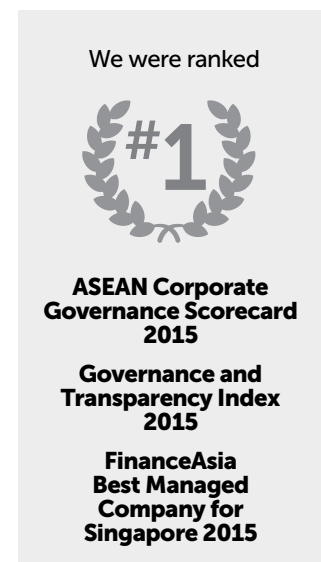 We were ranked
#1
ASEAN Corporate
Governance Scorecard
2015
Governance and
Transparency Index
2015
FinanceAsia
Best Managed
Company for
Singapore 2015